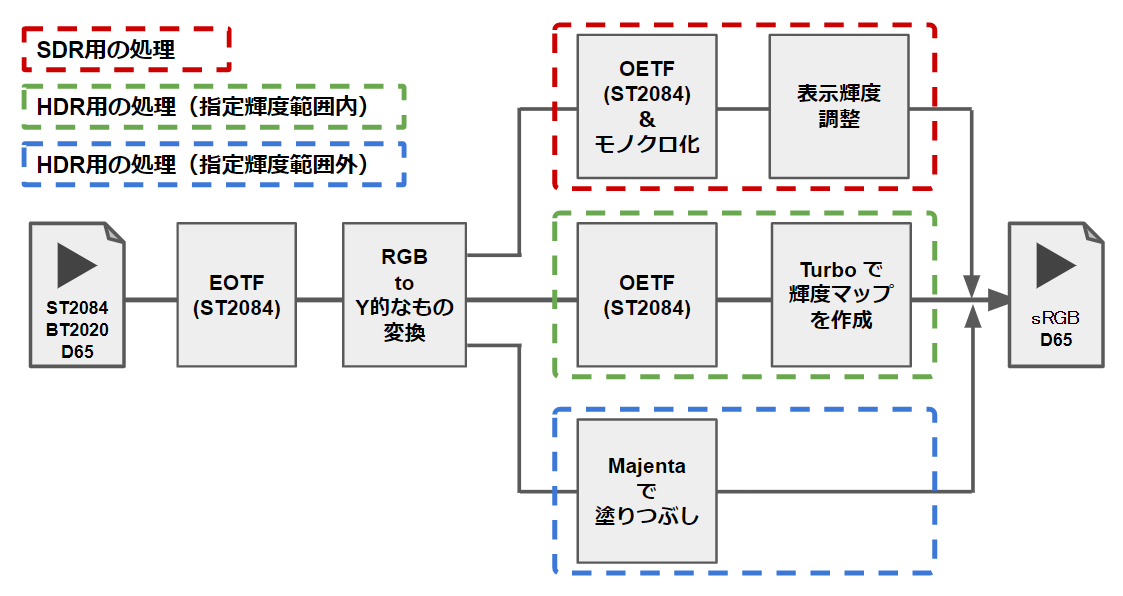 SDR用の処理
HDR用の処理（指定輝度範囲内）
HDR用の処理（指定輝度範囲外）
ST2084
BT2020
D65
EOTF
(ST2084)
RGB
to
Y的なもの
変換
OETF
(ST2084)
&
モノクロ化
表示輝度
調整
OETF
(ST2084)
Turbo で
輝度マップ
を作成
Majenta
で
塗りつぶし
sRGB
D65